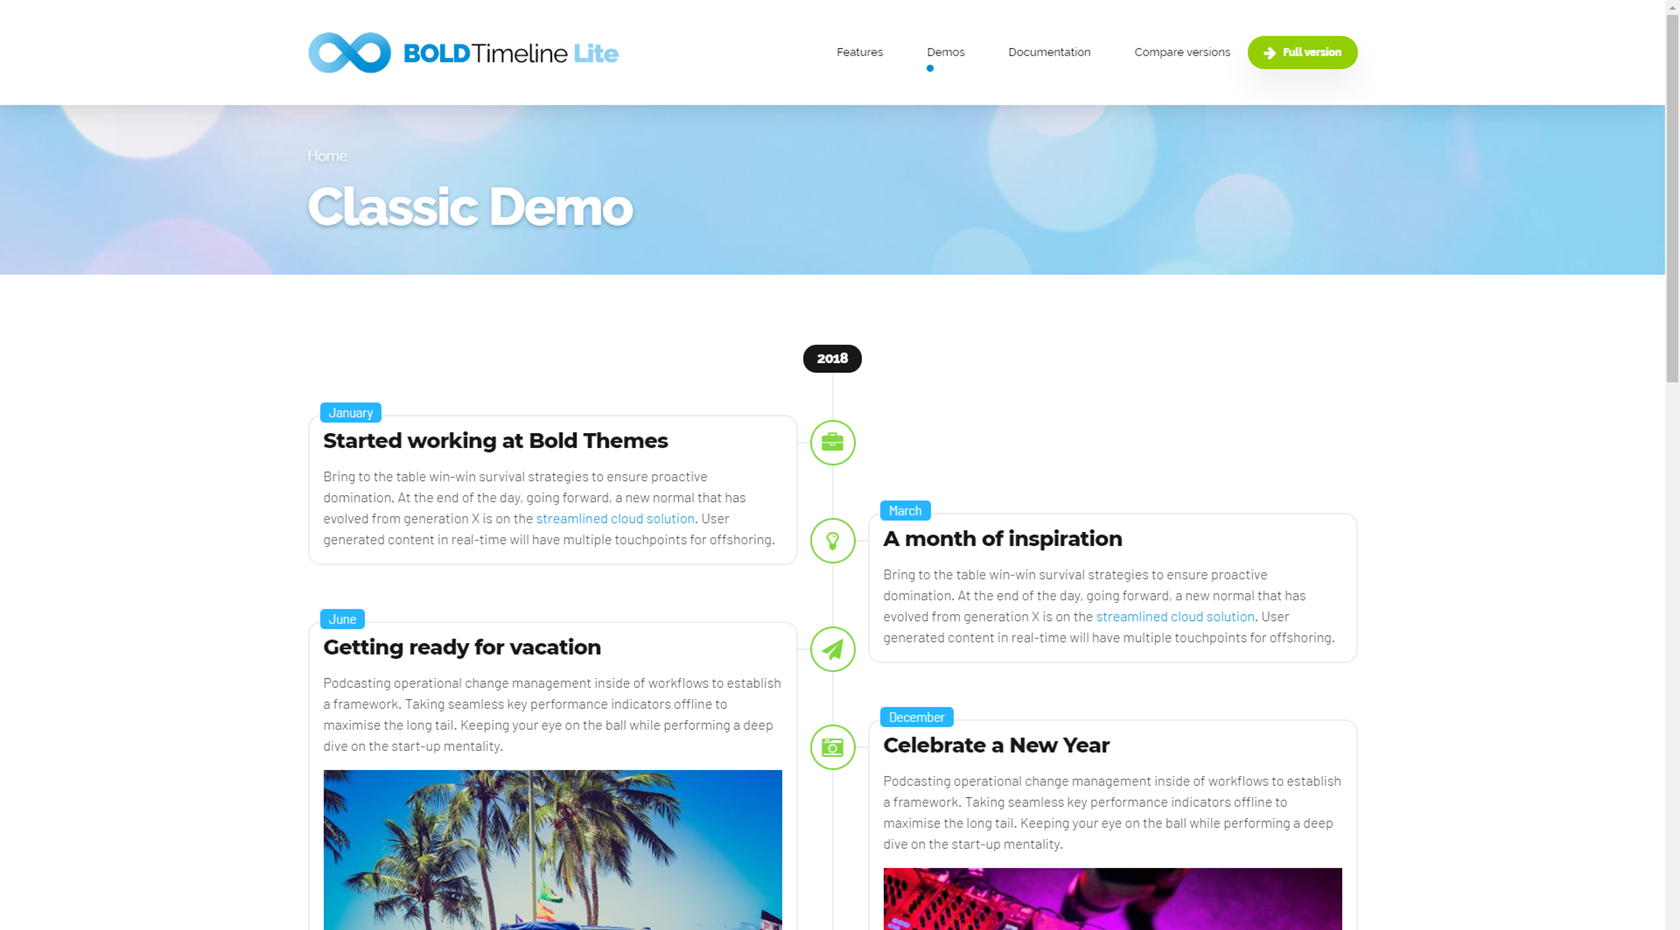 BOLDTimeline Lite
Features
Demos
Documentation
Compare versions
Full version
Home
Classic Demo
2018
January
Started working at Bold Themes
Bring to the table win-win survival strategies to ensure proactive
domination. At the end of the day, going forward, a new normal that has
evolved from generation X is on the streamlined cloud solution. User
generated content in real-time will have multiple touchpoints for offshoring.
March
A month of inspiration
Bring to the table win-win survival strategies to ensure proactive
domination. At the end of the day, going forward, a new normal that has
evolved from generation X is on the streamlined cloud solution. User
generated content in real-time will have multiple touchpoints for offshoring.
June
Getting ready for vacation
Podcasting operational change management inside of workflows to establish
a framework. Taking seamless key performance indicators offline to
maximise the long tail. Keeping your eye on the ball while performing a deep
dive on the start-up mentality.
December
Celebrate a New Year
Podcasting operational change management inside of workflows to establish
a framework. Taking seamless key performance indicators offline to
maximise the long tail. Keeping your eye on the ball while performing a deep
dive on the start-up mentality.